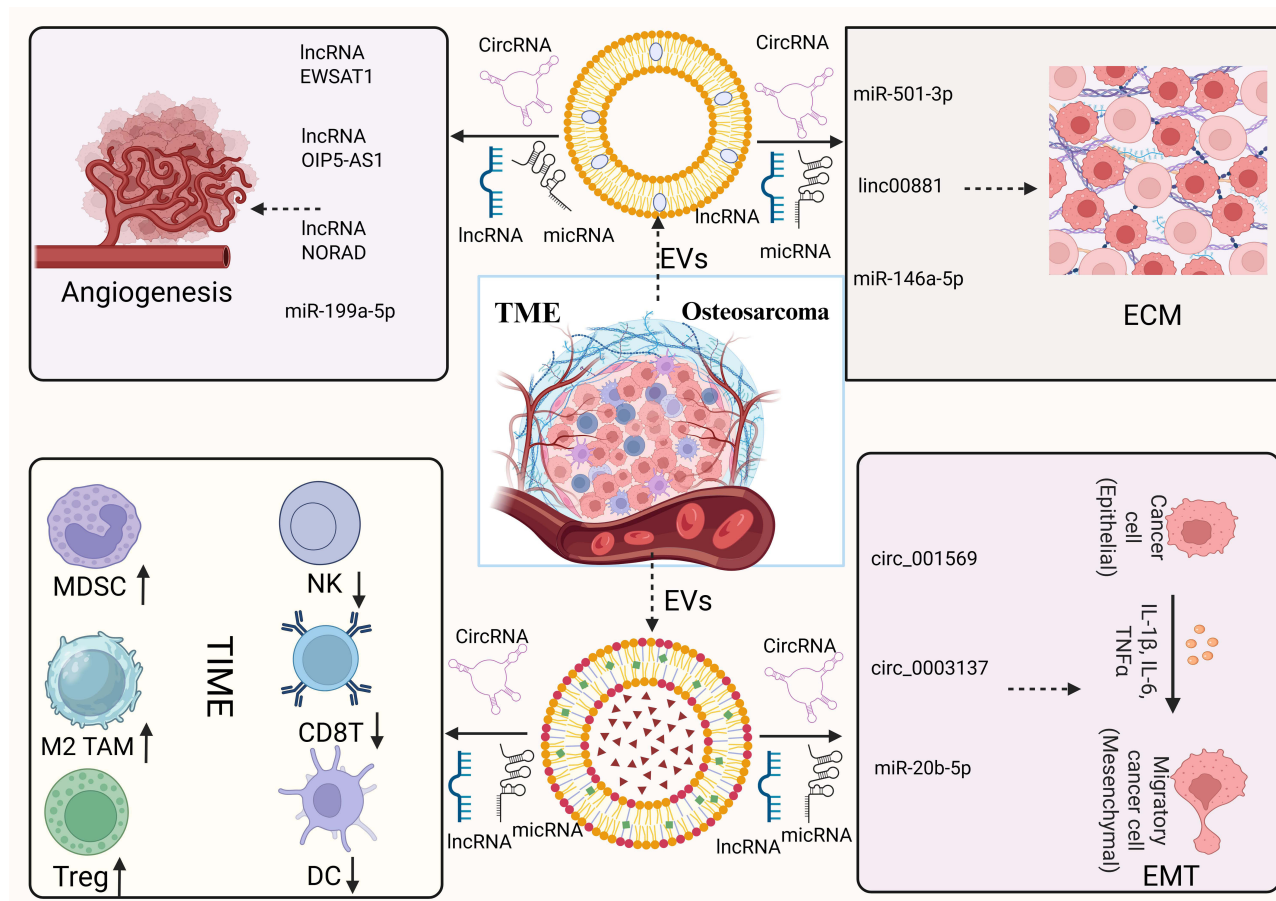 lncRNA
EWSAT1
lncRNA
OIP5-AS1
lncRNA
NORAD
miR-199a-5p
Angiogenesis
CircRNA
lncRNA
micRNA
CircRNA
lncRNA
micRNA
EVs
miR-501-3p
linc00881
miR-146a-5p
ECM
TME
Osteosarcoma
EVs
MDSC
M2 TAM
Treg
TIME
NK
CD8T
DC
CircRNA
lncRNA
micRNA
CircRNA
lncRNA
micRNA
circ_001569
circ_0003137
miR-20b-5p
Cancer
cell
(Epithelial)
IL-1β, IL-6,
TNFα
Migratory
cancer cell
(Mesenchymal)
EMT